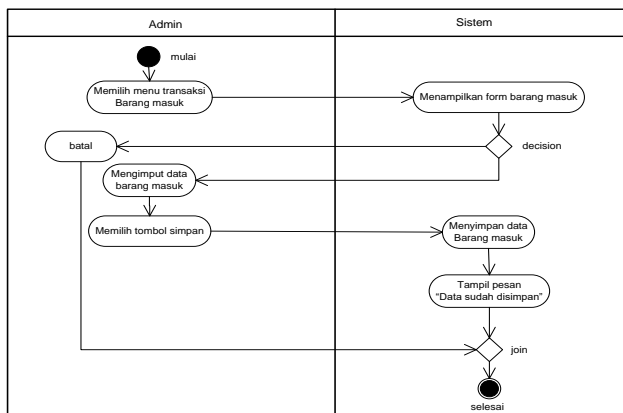 Admin
Sistem
mulai
Memilih menu transaksi
Barang masuk
Menampilkan form barang masuk
batal
decision
Mengimput data
barang masuk
Memilih tombol simpan
Menyimpan data
Barang masuk
Tampil pesan
“Data sudah disimpan”
join
selesai